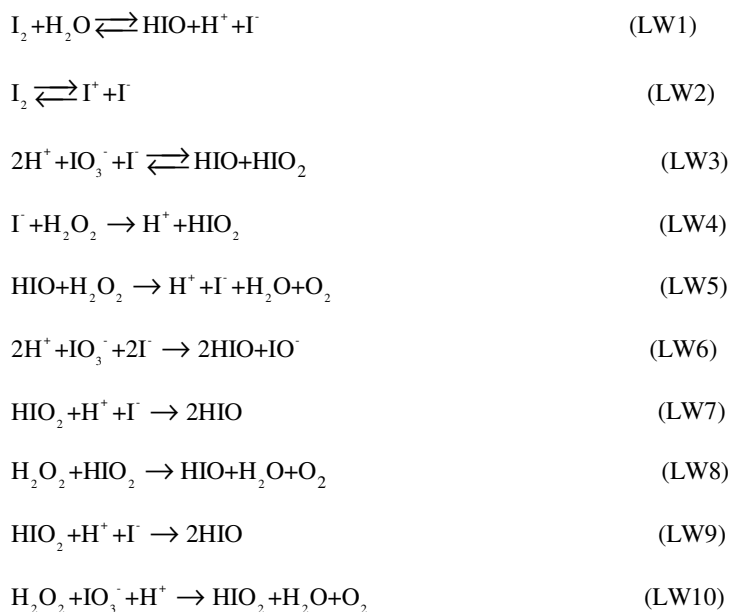 I₂+H₂O⇌HIO+H⁺+I⁻ (LW1)
I₂⇌I⁺+I⁻ (LW2)
2H⁺+IO₃⁻+I⁻⇌HIO+HIO₂ (LW3)
I⁻+H₂O₂→H⁺+HIO₂ (LW4)
HIO+H₂O₂→H⁺+I⁻+H₂O+O₂ (LW5)
2H⁺+IO₃⁻+2I⁻→2HIO+IO⁻ (LW6)
HIO₂+H⁺+I⁻→2HIO (LW7)
H₂O₂+HIO₂→HIO+H₂O+O₂ (LW8)
HIO₂+H⁺+I⁻→2HIO (LW9)
H₂O₂+IO₃⁻+H⁺→HIO₂+H₂O+O₂ (LW10)